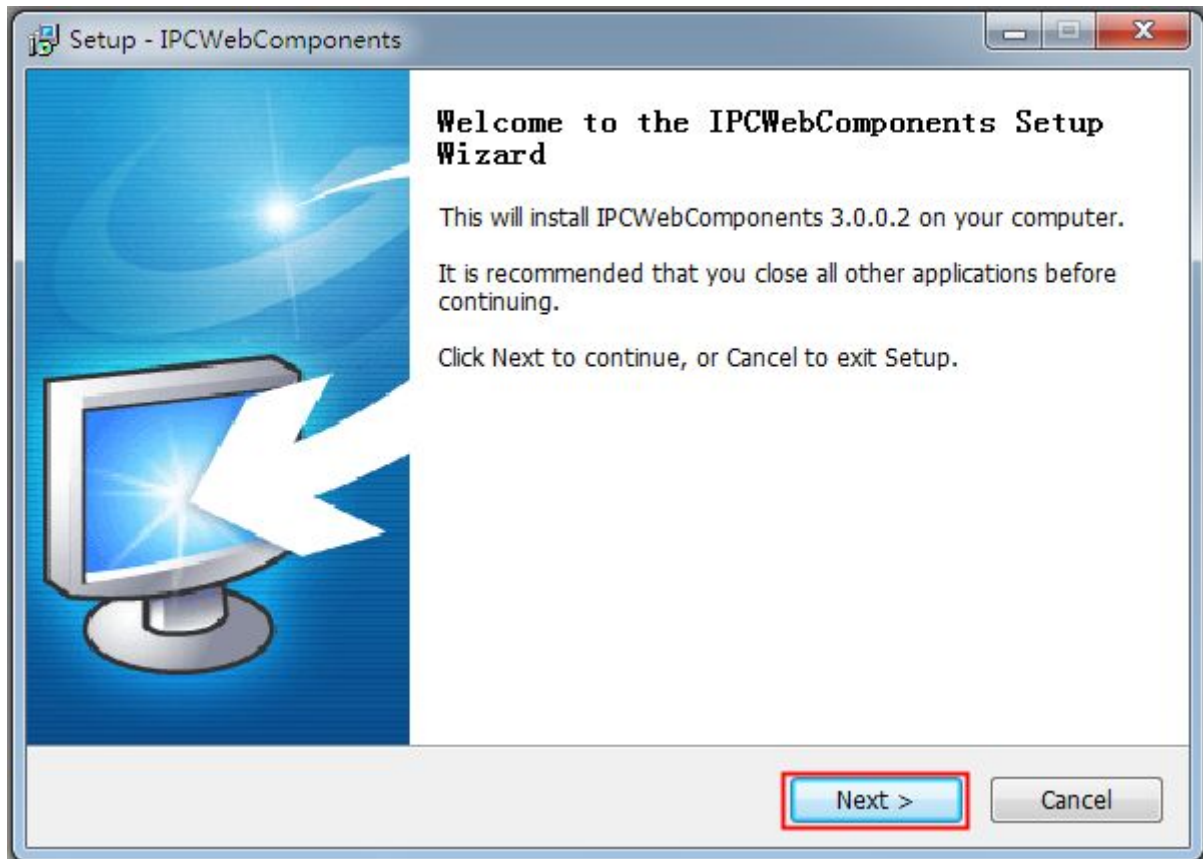 Setup - IPCWebComponents
Welcome to the IPCWebComponents Setup
Wizard
This will install IPCWebComponents 3.0.0.2 on your computer.
It is recommended that you close all other applications before
continuing.
Click Next to continue, or Cancel to exit Setup.
Next >
Cancel